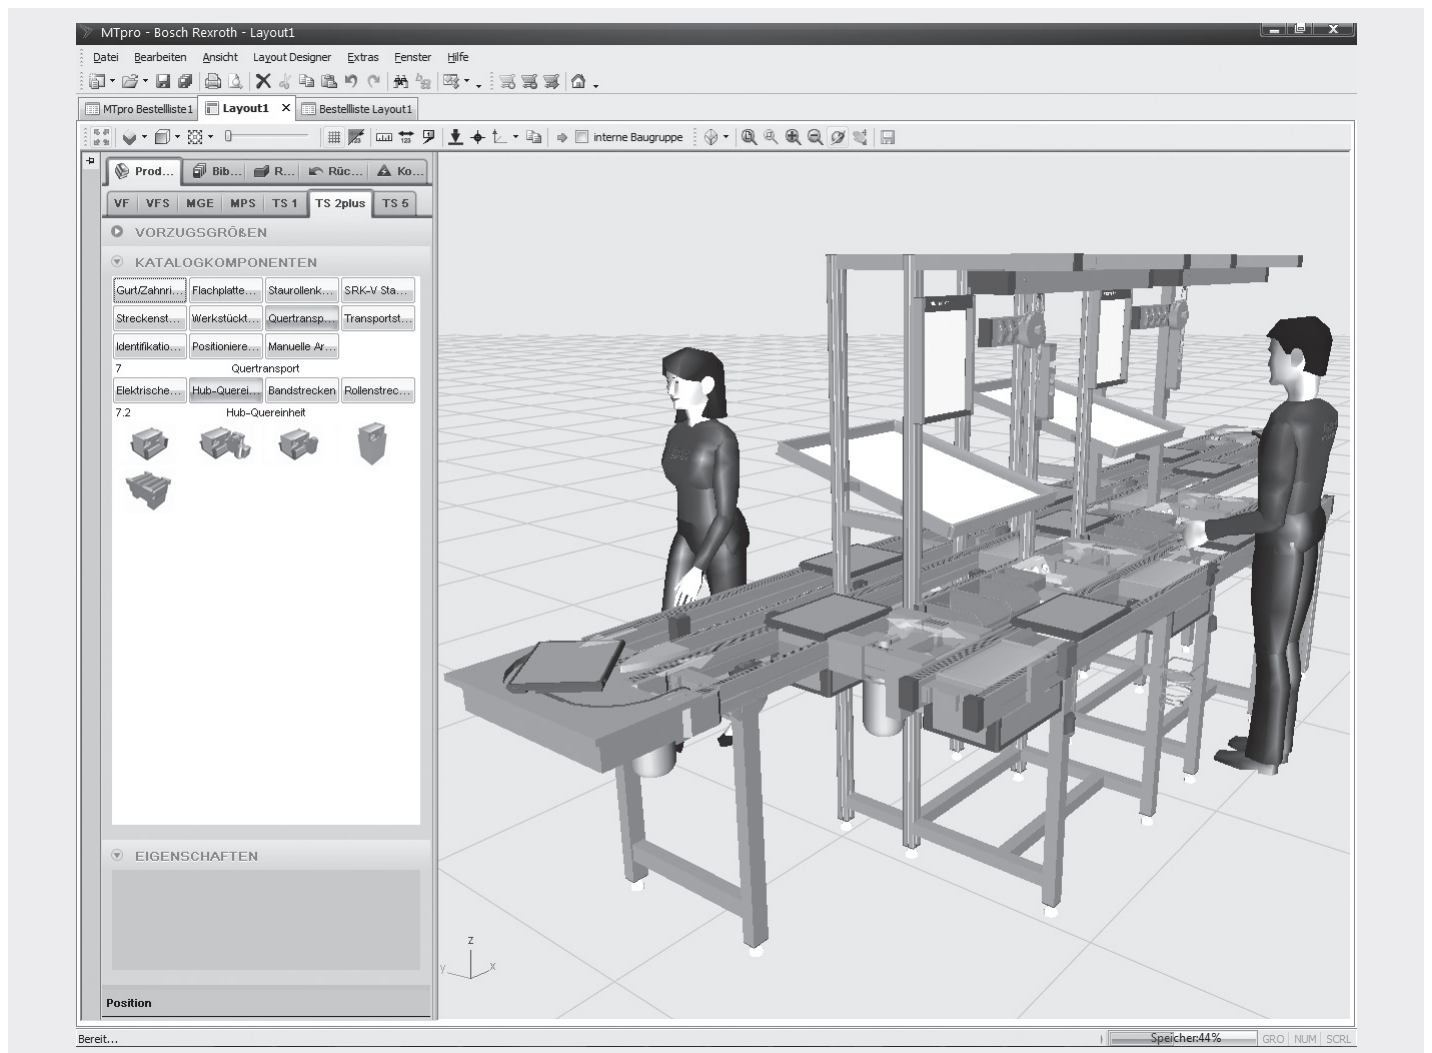 MTpro - Bosch Rexroth - Layout1
Datei Bearbeiten Ansicht Layout Designer Extras Fenster Hilfe
MTpro Bestellliste1 Layout1 Bestellliste Layout1
interne Baugruppe
Prod... Bib... R... Rüc... Ko...
VF VFS MGE MPS TS 1 TS 2plus TS 5
VORZUGSGRÖßEN
KATALOGKOMPONENTEN
Gurt/Zahnri... Flachplatte... Staurollenk... SRK-V Sta...
Streckenst... Werkstückt... Quertransp... Transportst...
Identifikatio... Positioniere... Manuelle Ar...
7 Quertransport
Elektrische... Hub-Querei... Bandstrecken Rollenstrec...
7.2 Hub-Quereinheit
EIGENSCHAFTEN
z
y x
Position
Bereit... Speicher:44% GRO NUM SCRL